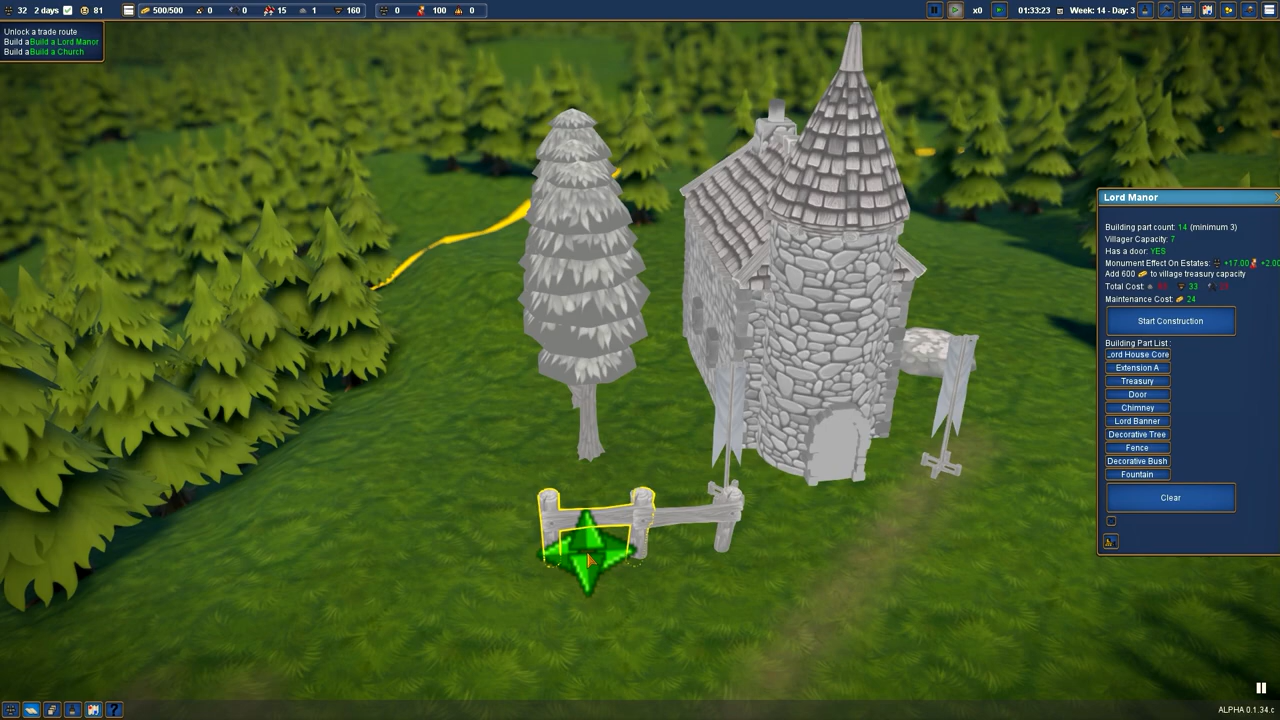 32 2 days 81 500/500 0 0 15 1 160 0 100 0 x0 01:33:23 Week: 14 - Day: 3
Unlock a trade route
Build a Build a Lord Manor
Build a Build a Church
Lord Manor
Building part count: 14 (minimum 3)
Villager Capacity: 7
Has a door: YES
Monument Effect On Estates: +17.00 +2.00
Add 600 to village treasury capacity
Total Cost: 33
Maintenance Cost: 24
Start Construction
Building Part List :
Lord House Core
Extension A
Treasury
Door
Chimney
Lord Banner
Decorative Tree
Fence
Decorative Bush
Fountain
Clear
ALPHA 0.1.34.c